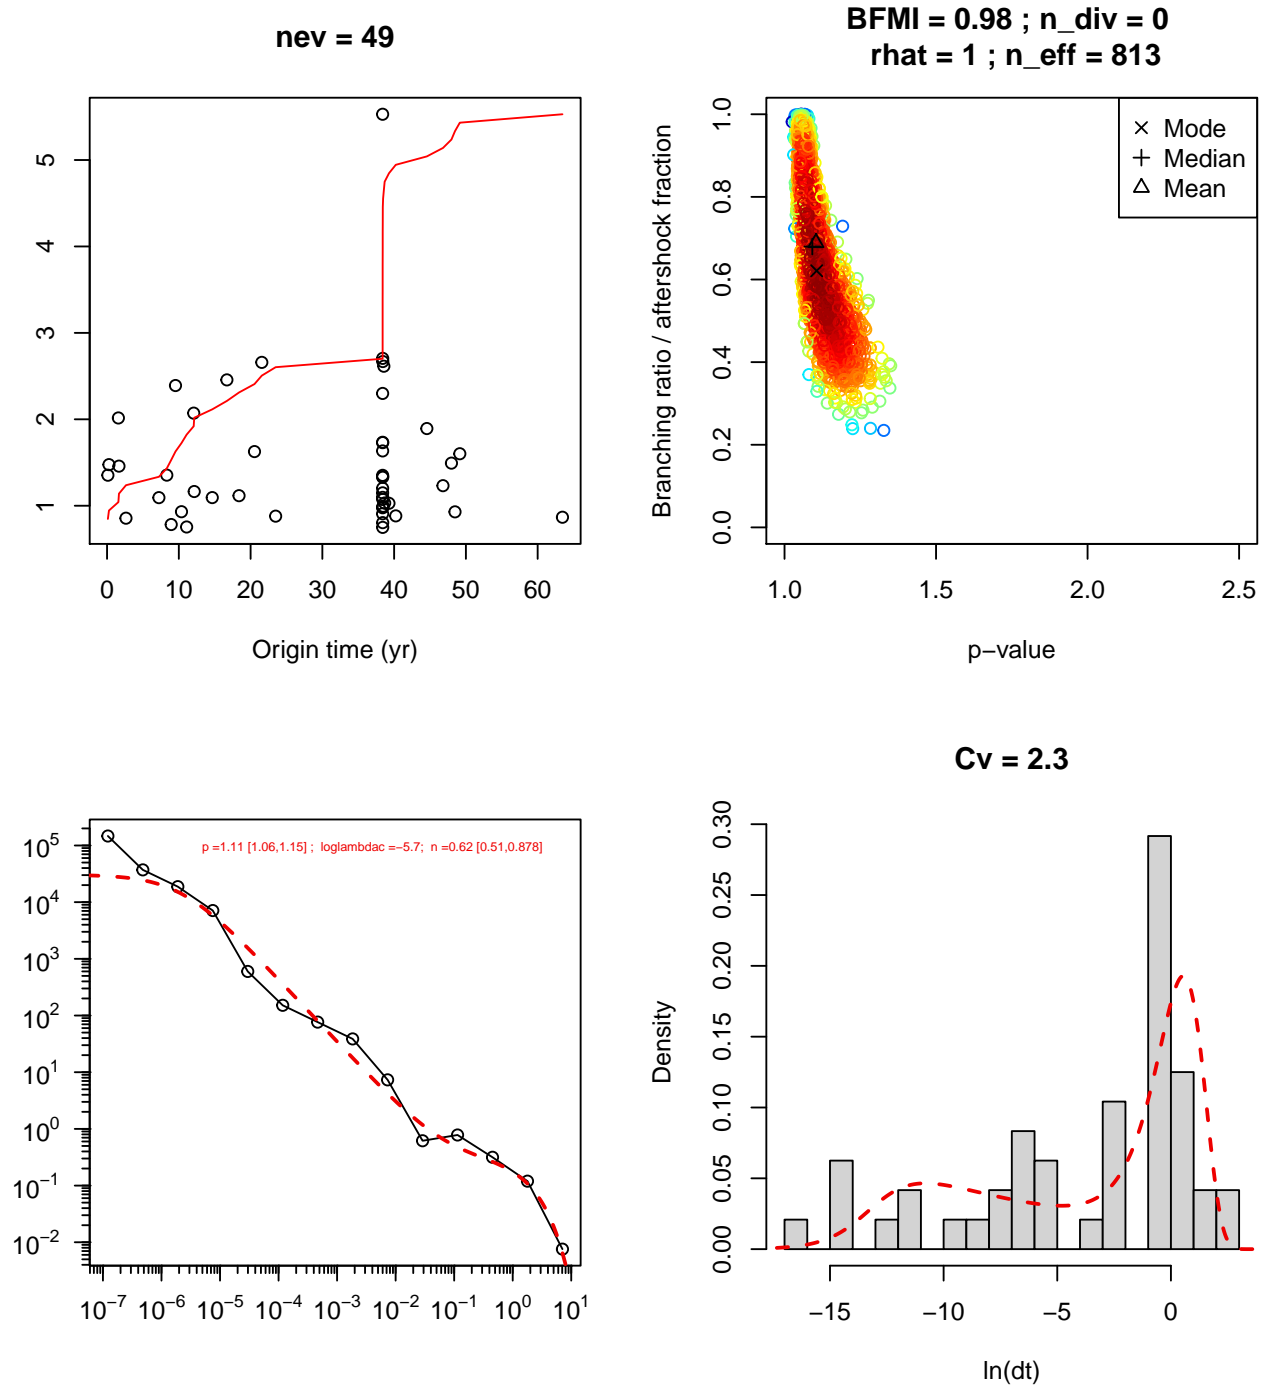 nev = 49
5
4
3
2
1
0 10 20 30 40 50 60
Origin time (yr)
BFMI = 0.98 ; n_div = 0
rhat = 1 ; n_eff = 813
Branching ratio / aftershock fraction
1.0
0.8
0.6
0.4
0.2
0.0
Mode
Median
Mean
1.0 1.5 2.0 2.5
p−value
p =1.11 [1.06,1.15] ; loglambdac =−5.7; n =0.62 [0.51,0.878]
10^5
10^4
10^3
10^2
10^1
10^0
10^−1
10^−2
10^−7 10^−6 10^−5 10^−4 10^−3 10^−2 10^−1 10^0 10^1
Cv = 2.3
Density
0.30
0.25
0.20
0.15
0.10
0.05
0.00
−15 −10 −5 0
ln(dt)